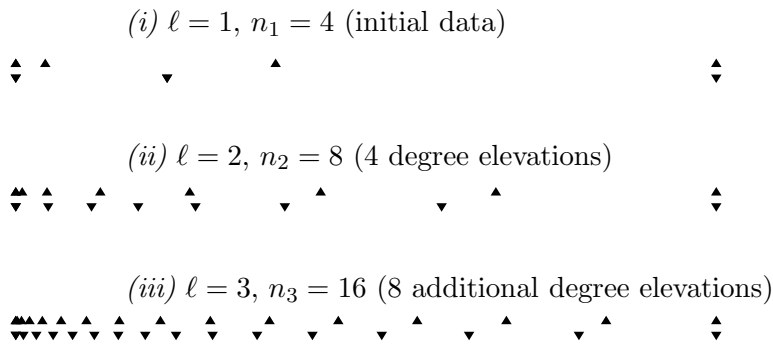 (i) ℓ = 1, n₁ = 4 (initial data)
(ii) ℓ = 2, n₂ = 8 (4 degree elevations)
(iii) ℓ = 3, n₃ = 16 (8 additional degree elevations)